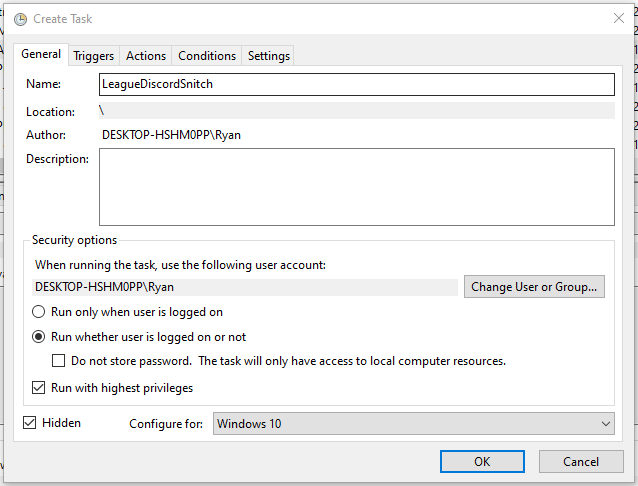 Create Task
General Triggers Actions Conditions Settings
Name: LeagueDiscordSnitch
Location: \
Author: DESKTOP-HSHM0PP\Ryan
Description:
Security options
When running the task, use the following user account:
DESKTOP-HSHM0PP\Ryan Change User or Group...
Run only when user is logged on
Run whether user is logged on or not
Do not store password. The task will only have access to local computer resources.
Run with highest privileges
Hidden Configure for: Windows 10
OK Cancel